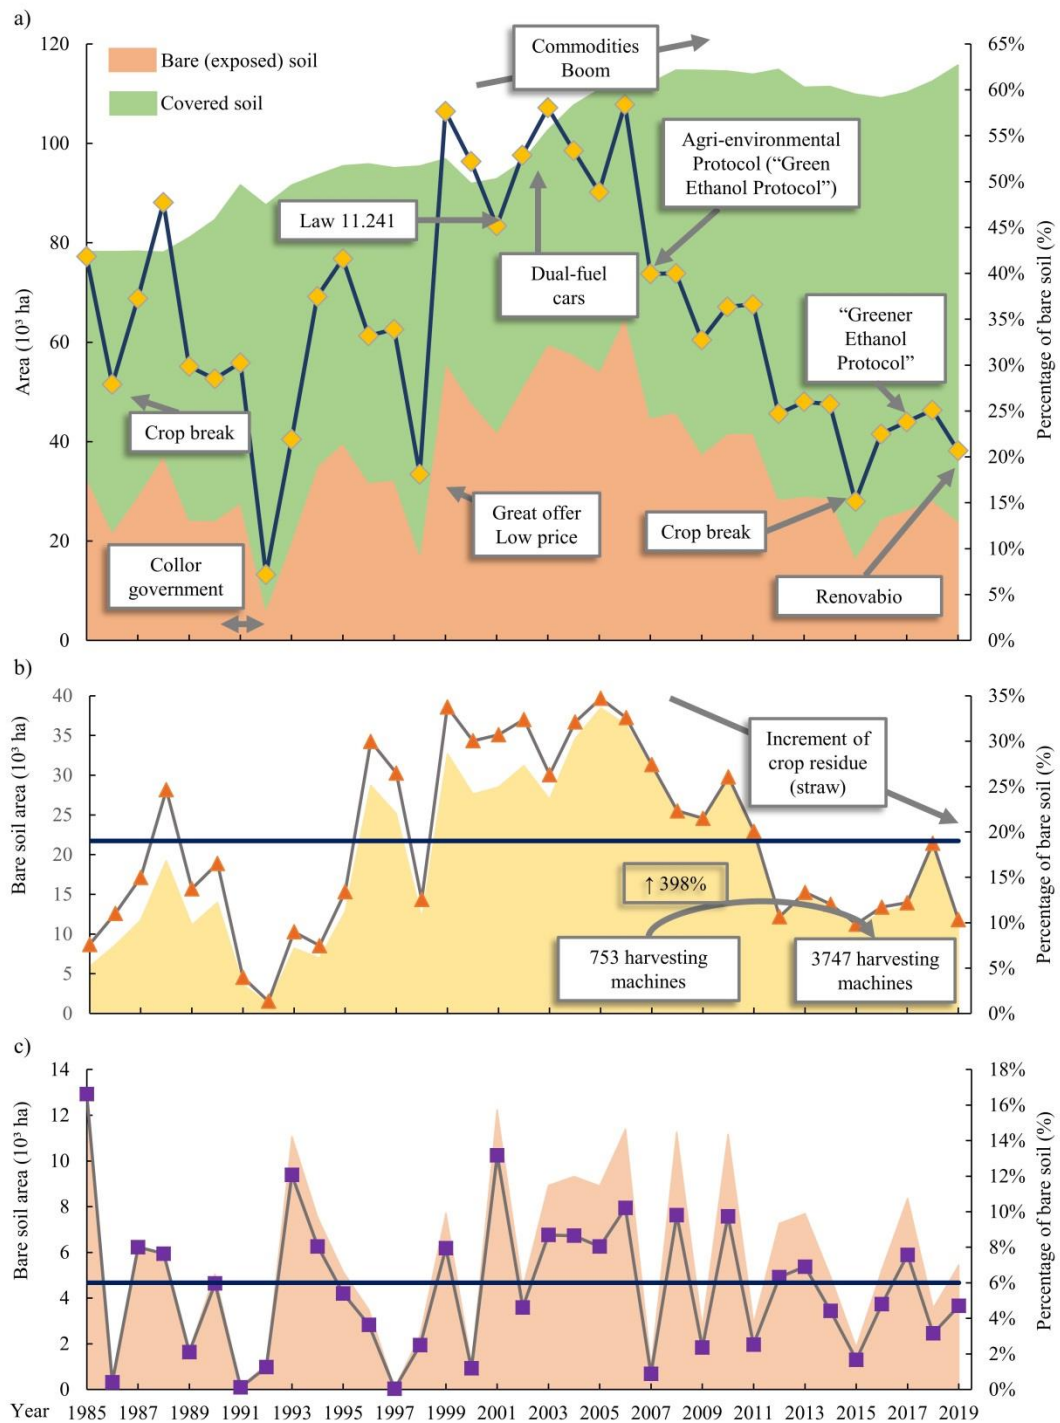 a)
120
100
80
60
40
20
0
Area (10³ ha)
Bare (exposed) soil
Covered soil
Commodities
Boom
Agri-environmental
Protocol (“Green
Ethanol Protocol”)
Law 11.241
Dual-fuel
cars
“Greener
Ethanol
Protocol”
Crop break
Great offer
Low price
Crop break
Collor
government
Renovabio
65%
60%
55%
50%
45%
40%
35%
30%
25%
20%
15%
10%
5%
0%
Percentage of bare soil (%)
b)
40
35
30
25
20
15
10
5
0
Bare soil area (10³ ha)
Increment of
crop residue
(straw)
↑ 398%
753 harvesting
machines
3747 harvesting
machines
35%
30%
25%
20%
15%
10%
5%
0%
Percentage of bare soil (%)
c)
14
12
10
8
6
4
2
0
Bare soil area (10³ ha)
18%
16%
14%
12%
10%
8%
6%
4%
2%
0%
Percentage of bare soil (%)
Year 1985 1987 1989 1991 1993 1995 1997 1999 2001 2003 2005 2007 2009 2011 2013 2015 2017 2019